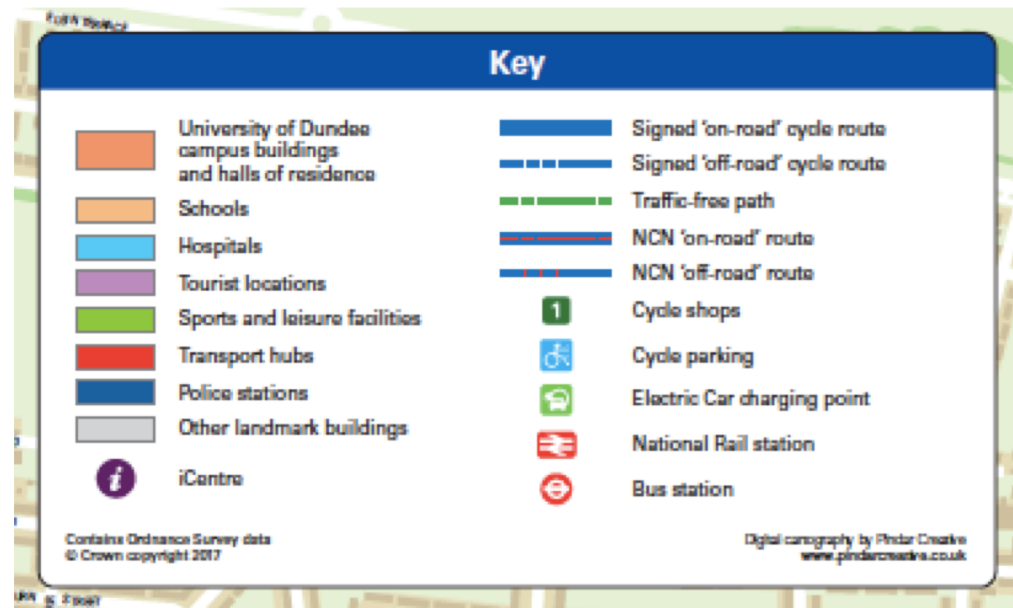 Key
University of Dundee
campus buildings
and halls of residence
Schools
Hospitals
Tourist locations
Sports and leisure facilities
Transport hubs
Police stations
Other landmark buildings
i
iCentre
Signed ‘on-road’ cycle route
Signed ‘off-road’ cycle route
Traffic-free path
NCN ‘on-road’ route
NCN ‘off-road’ route
1
Cycle shops
Cycle parking
Electric Car charging point
National Rail station
Bus station
Contains Ordnance Survey data
© Crown copyright 2017
Digital cartography by Pindar Creative
www.pindarcreative.co.uk